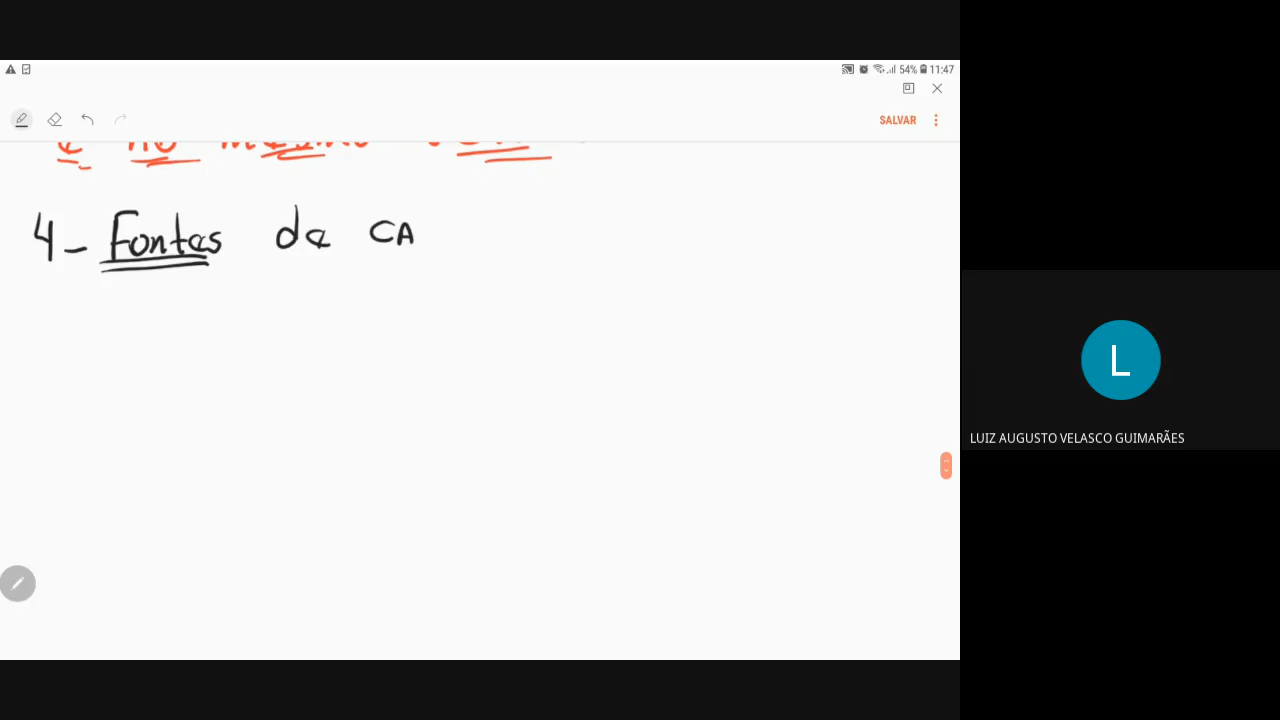 54% 11:47
SALVAR
4- Fontes de CA
L
LUIZ AUGUSTO VELASCO GUIMARÃES